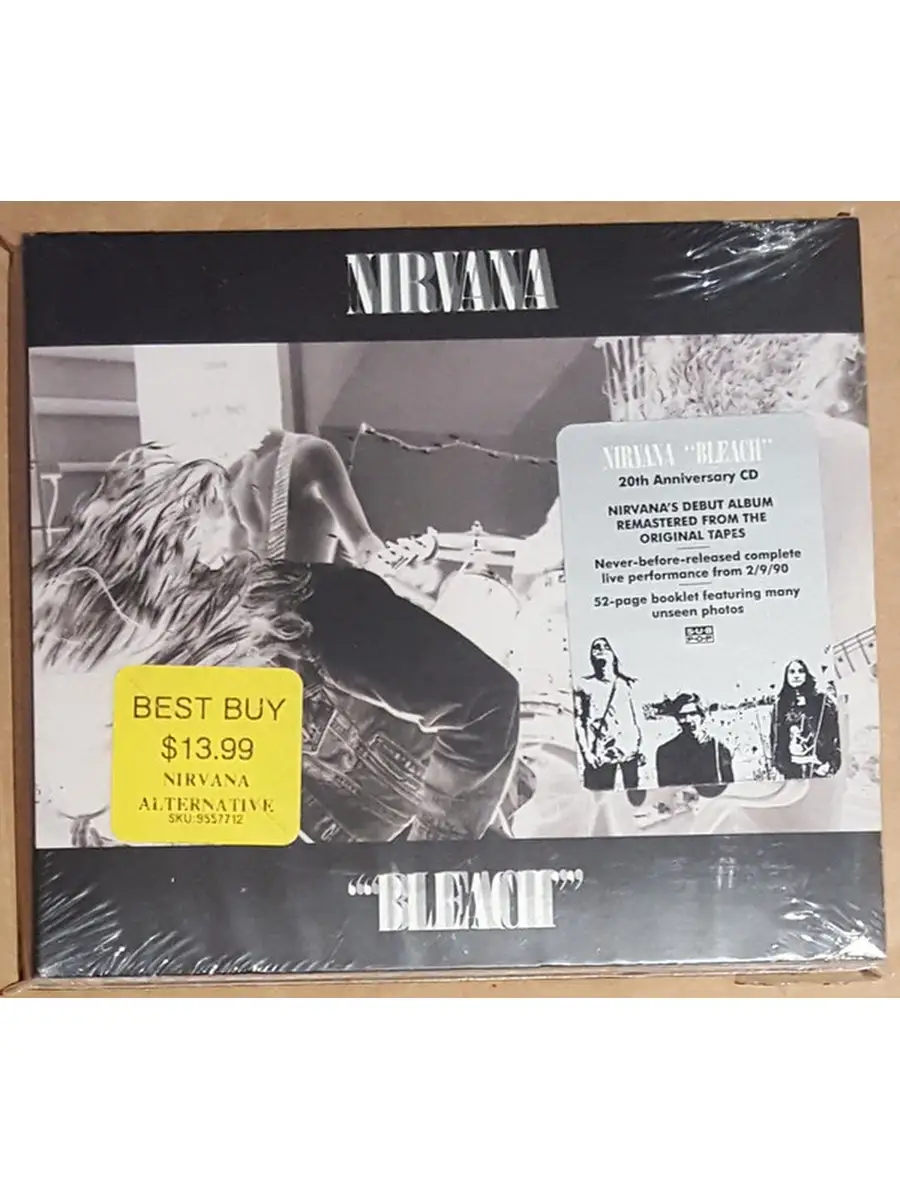 NIRVANA
NIRVANA "BLEACH"
20th Anniversary CD
NIRVANA'S DEBUT ALBUM
REMASTERED FROM THE
ORIGINAL TAPES
Never-before-released complete
live performance from 2/9/90
52-page booklet featuring many
unseen photos
SUB
POP
BEST BUY
$13.99
NIRVANA
ALTERNATIVE
SKU:9557712
"BLEACH"